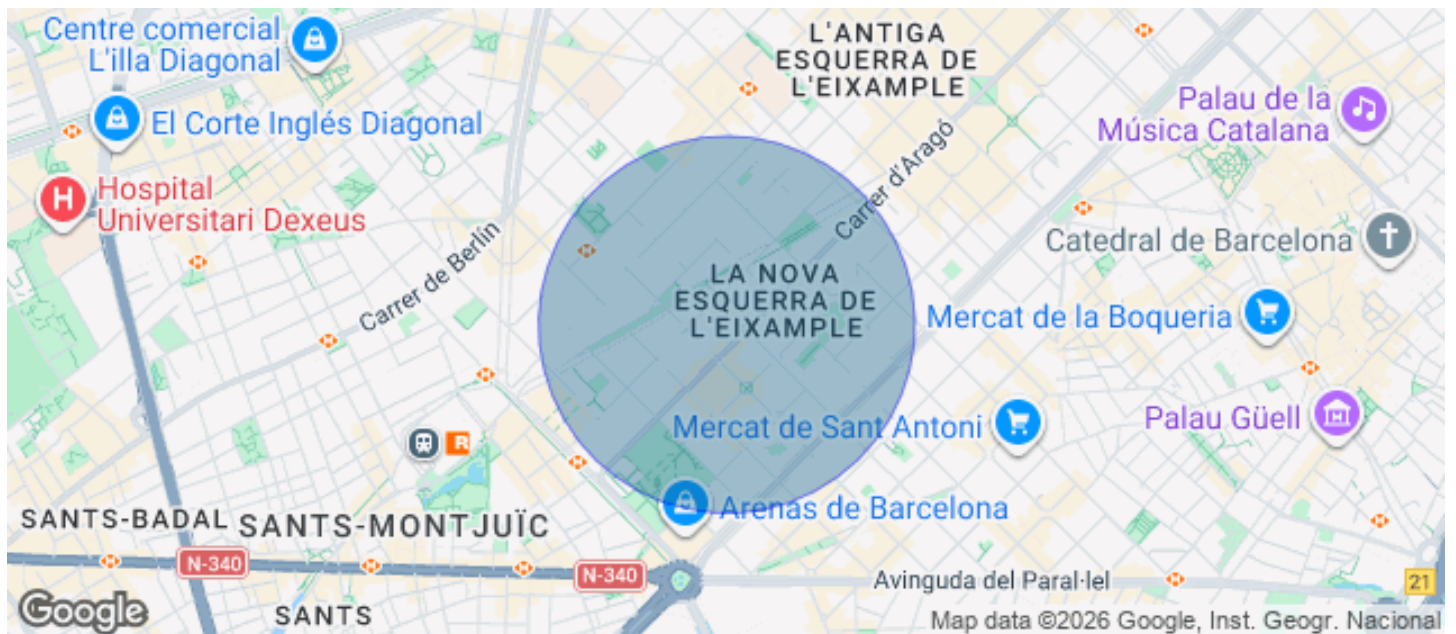 Centre comercial
L'illa Diagonal
El Corte Inglés Diagonal
H
Hospital
Universitari Dexeus
L'ANTIGA
ESQUERRA DE
L'EIXAMPLE
Palau de la
Música Catalana
Carrer d'Aragó
Carrer de Berlín
Catedral de Barcelona
LA NOVA
ESQUERRA DE
L'EIXAMPLE
Mercat de la Boqueria
Mercat de Sant Antoni
Palau Güell
R
Arenas de Barcelona
SANTS-BADAL
SANTS-MONTJUÏC
N-340
N-340
Avinguda del Paral·lel
21
SANTS
Google
Map data ©2026 Google, Inst. Geogr. Nacional